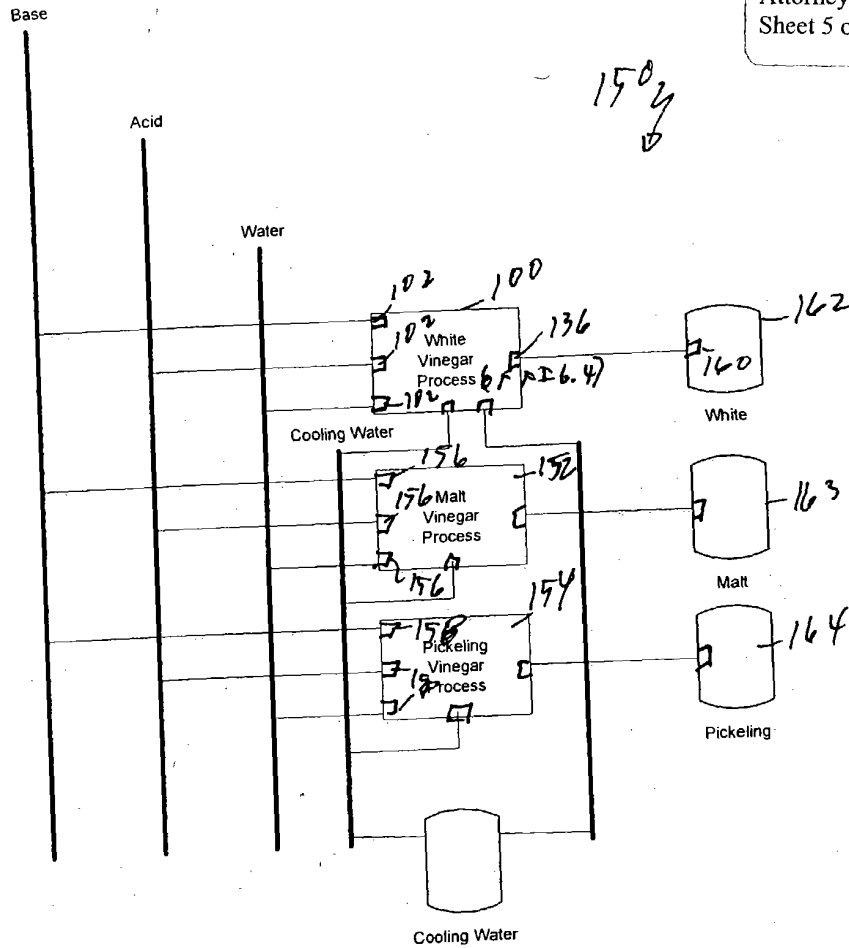 Attorney
Sheet 5 o
Base
150
Acid
Water
102
100
White
Vinegar
Process
102
136
162
160
102
White
Cooling Water
156
152
Malt
Vinegar
Process
156
163
156
Malt
158
154
Pickeling
Vinegar
Process
164
Pickeling
Cooling Water